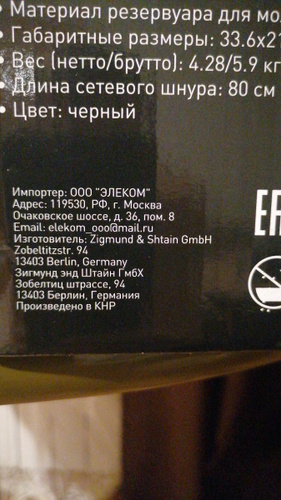 • Материал резервуара для мол
• Габаритные размеры: 33.6x21
• Вес (нетто/брутто): 4.28/5.9 кг
• Длина сетевого шнура: 80 см
• Цвет: черный
Импортер: ООО "ЭЛЕКОМ"
Адрес: 119530, РФ, г. Москва
Очаковское шоссе, д. 36, пом. 8
Email: elekom_ooo@mail.ru
Изготовитель: Zigmund & Shtain GmbH
Zobeltitzstr. 94
13403 Berlin, Germany
Зигмунд энд Штайн ГмбХ
Зобелтиц штрассе, 94
13403 Берлин, Германия
Произведено в КНР